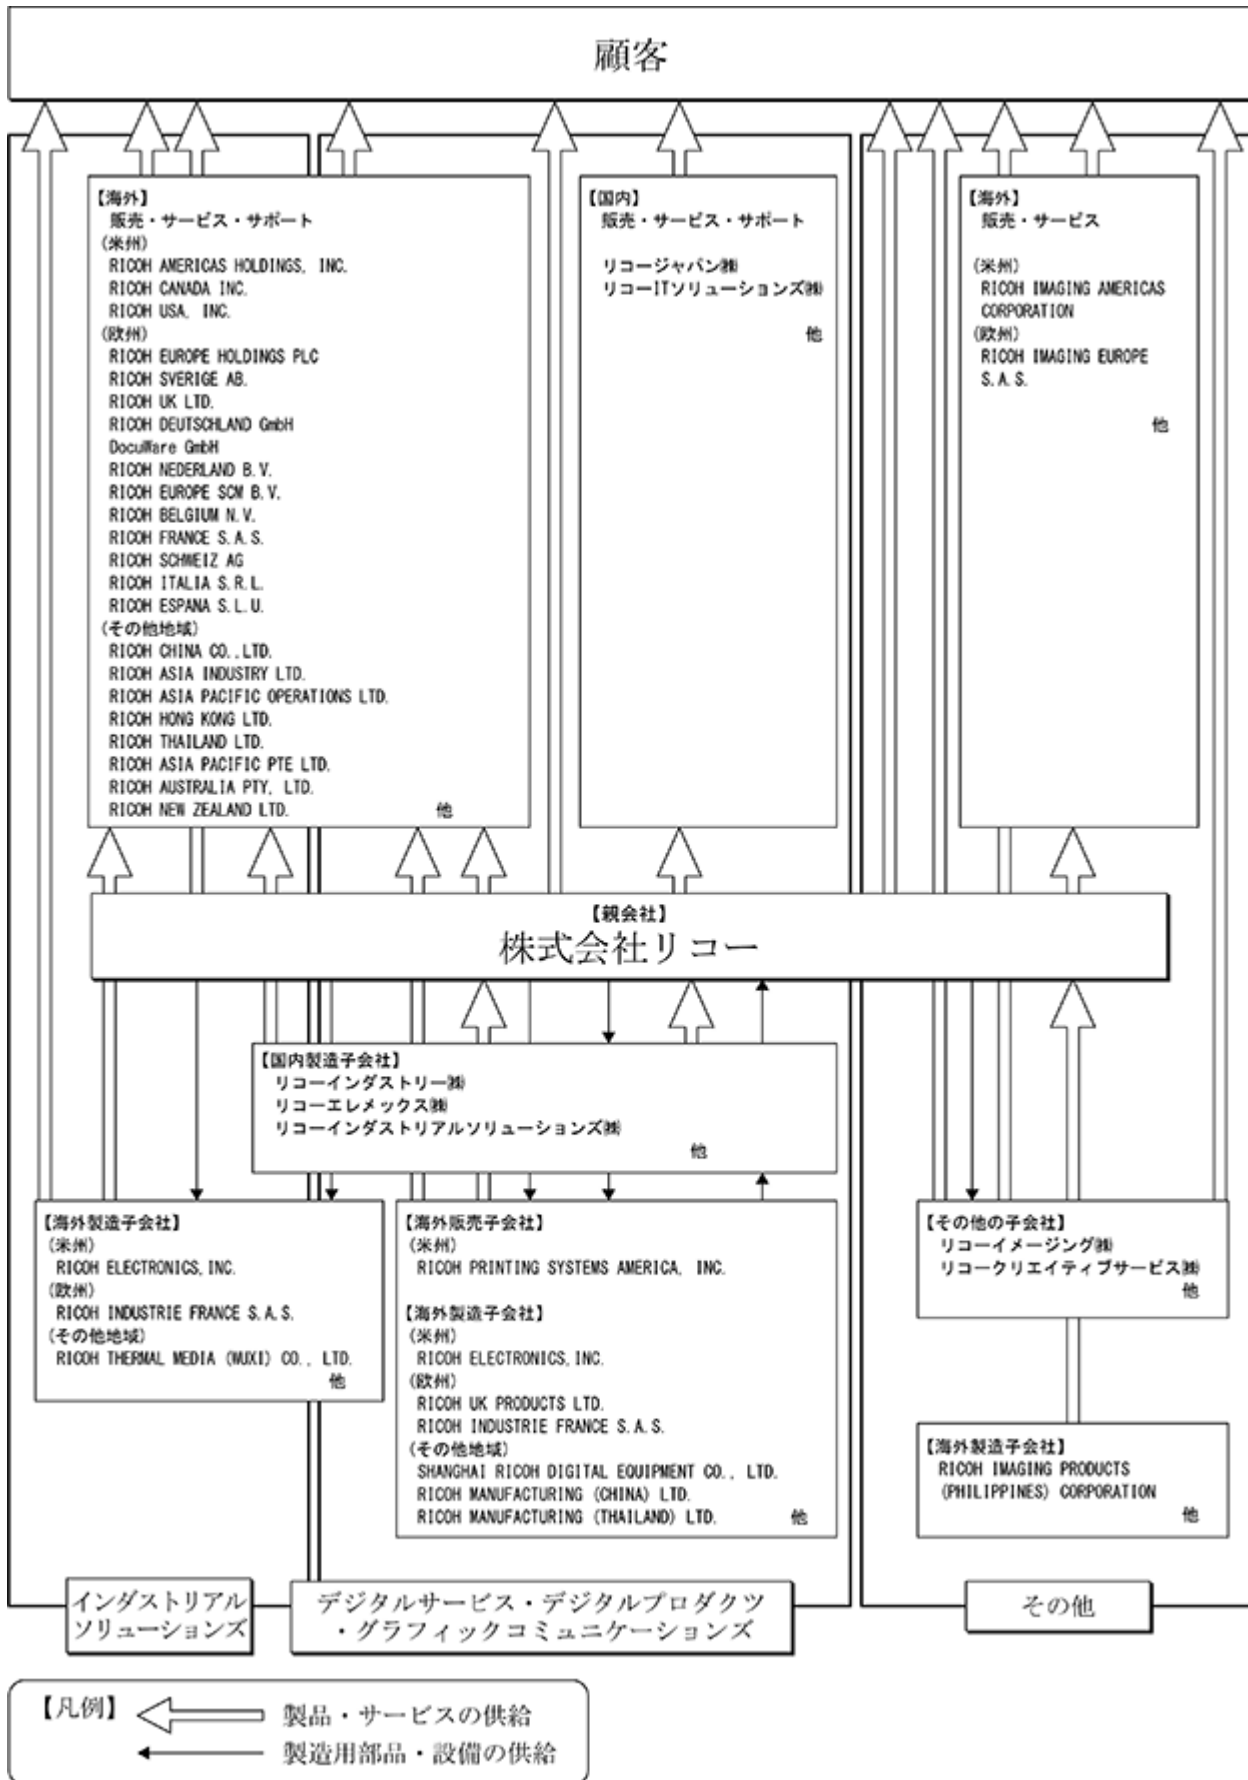 顧客
【海外】
販売・サービス・サポート
(米州)
RICOH AMERICAS HOLDINGS, INC.
RICOH CANADA INC.
RICOH USA, INC.
(欧州)
RICOH EUROPE HOLDINGS PLC
RICOH SVERIGE AB.
RICOH UK LTD.
RICOH DEUTSCHLAND GmbH
DocuWare GmbH
RICOH NEDERLAND B.V.
RICOH EUROPE SCM B.V.
RICOH BELGIUM N.V.
RICOH FRANCE S.A.S.
RICOH SCHWEIZ AG
RICOH ITALIA S.R.L.
RICOH ESPANA S.L.U.
(その他地域)
RICOH CHINA CO.,LTD.
RICOH ASIA INDUSTRY LTD.
RICOH ASIA PACIFIC OPERATIONS LTD.
RICOH HONG KONG LTD.
RICOH THAILAND LTD.
RICOH ASIA PACIFIC PTE LTD.
RICOH AUSTRALIA PTY, LTD.
RICOH NEW ZEALAND LTD. 他
【国内】
販売・サービス・サポート
リコージャパン㈱
リコーITソリューションズ㈱
他
【海外】
販売・サービス
(米州)
RICOH IMAGING AMERICAS
CORPORATION
(欧州)
RICOH IMAGING EUROPE
S.A.S.
他
【親会社】
株式会社リコー
【国内製造子会社】
リコーインダストリー㈱
リコーエレメックス㈱
リコーインダストリアルソリューションズ㈱
他
【海外製造子会社】
(米州)
RICOH ELECTRONICS,INC.
(欧州)
RICOH INDUSTRIE FRANCE S.A.S.
(その他地域)
RICOH THERMAL MEDIA (WUXI) CO., LTD.
他
【海外販売子会社】
(米州)
RICOH PRINTING SYSTEMS AMERICA, INC.
【海外製造子会社】
(米州)
RICOH ELECTRONICS,INC.
(欧州)
RICOH UK PRODUCTS LTD.
RICOH INDUSTRIE FRANCE S.A.S.
(その他地域)
SHANGHAI RICOH DIGITAL EQUIPMENT CO., LTD.
RICOH MANUFACTURING (CHINA) LTD.
RICOH MANUFACTURING (THAILAND) LTD. 他
【その他の子会社】
リコーイメージング㈱
リコークリエイティブサービス㈱
他
【海外製造子会社】
RICOH IMAGING PRODUCTS
(PHILIPPINES) CORPORATION
他
インダストリアル
ソリューションズ
デジタルサービス・デジタルプロダクツ
・グラフィックコミュニケーションズ
その他
【凡例】 製品・サービスの供給
製造用部品・設備の供給